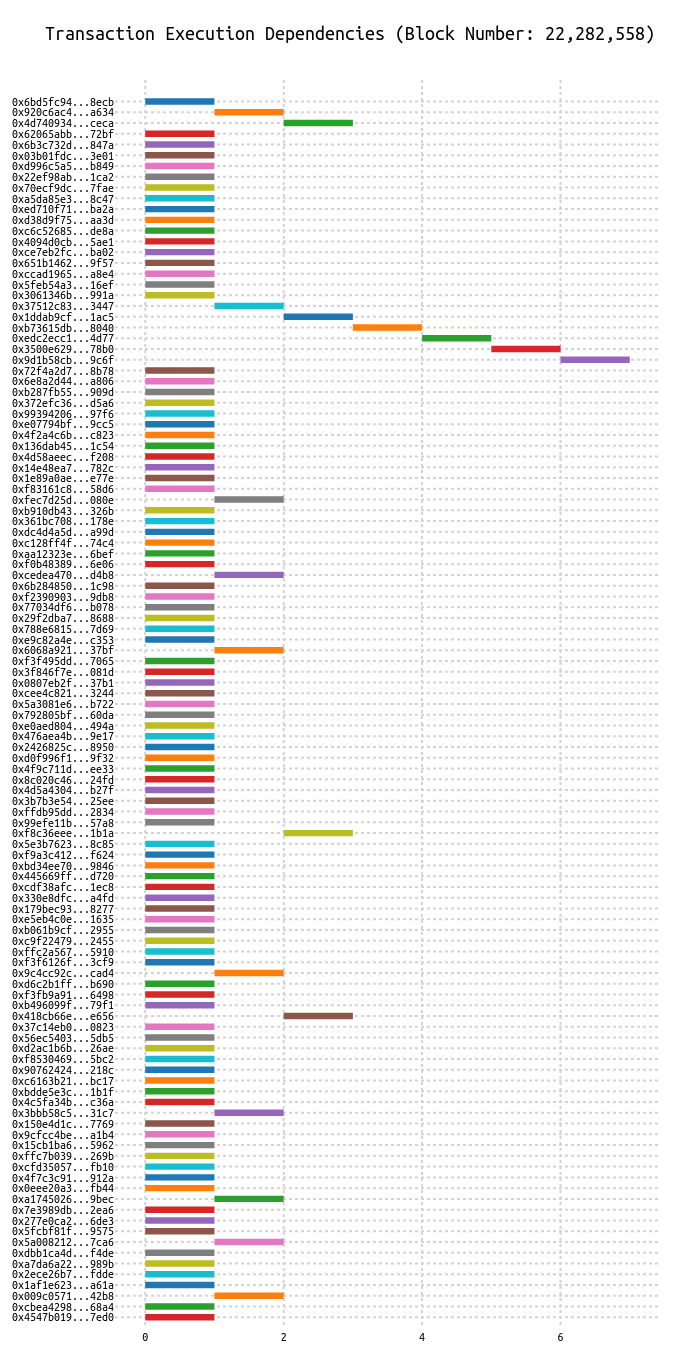 Transaction Execution Dependencies (Block Number: 22,282,558)
0x6bd5fc94...8ecb
0x920c6ac4...a634
0x4d740934...ceca
0x62065abb...72bf
0x6b3c732d...847a
0x03b01fdc...3e01
0xd996c5a5...b849
0x22ef98ab...1ca2
0x70ecf9dc...7fae
0xa5da85e3...8c47
0xed710f71...ba2a
0xd38d9f75...aa3d
0xc6c52685...de8a
0x4094d0cb...5ae1
0xce7eb2fc...ba02
0x651b1462...9f57
0xccad1965...a8e4
0x5feb54a3...16ef
0x3061346b...991a
0x37512c83...3447
0x1ddab9cf...1ac5
0xb73615db...8040
0xedc2ecc1...4d77
0x3500e629...78b0
0x9d1b58cb...9c6f
0x72f4a2d7...8b78
0x6e8a2d44...a806
0xb287fb55...909d
0x372efc36...d5a6
0x99394206...97f6
0xe07794bf...9cc5
0x4f2a4c6b...c823
0x136dab45...1c54
0x4d58aeec...f208
0x14e48ea7...782c
0x1e89a0ae...e77e
0xf83161c8...58d6
0xfec7d25d...080e
0xb910db43...326b
0x361bc708...178e
0xdc4d4a5d...a99d
0xc128ff4f...74c4
0xaa12323e...6bef
0xf0b48389...6e06
0xcedea470...d4b8
0x6b284850...1c98
0xf2390903...9db8
0x77034df6...b078
0x29f2dba7...8688
0x788e6815...7d69
0xe9c82a4e...c353
0x6068a921...37bf
0xf3f495dd...7065
0x3f846f7e...081d
0x0807eb2f...37b1
0xcee4c821...3244
0x5a3081e6...b722
0x792805bf...60da
0xe0aed804...494a
0x476aea4b...9e17
0x2426825c...8950
0xd0f996f1...9f32
0x4f9c711d...ee33
0x8c020c46...24fd
0x4d5a4304...b27f
0x3b7b3e54...25ee
0xffdb95dd...2834
0x99efe11b...57a8
0xf8c36eee...1b1a
0x5e3b7623...8c85
0xf9a3c412...f624
0xbd34ee70...9846
0x445669ff...d720
0xcdf38afc...1ec8
0x330e8dfc...a4fd
0x179bec93...8277
0xe5eb4c0e...1635
0xb061b9cf...2955
0xc9f22479...2455
0xffc2a567...5910
0xf3f6126f...3cf9
0x9c4cc92c...cad4
0xd6c2b1ff...b690
0xf3fb9a91...6498
0xb496099f...79f1
0x418cb66e...e656
0x37c14eb0...0823
0x56ec5403...5db5
0xd2ac1b6b...26ae
0xf8530469...5bc2
0x90762424...218c
0xc6163b21...bc17
0xbdde5e3c...1b1f
0x4c5fa34b...c36a
0x3bbb58c5...31c7
0x150e4d1c...7769
0x9cfcc4be...a1b4
0x15cb1ba6...5962
0xffc7b039...269b
0xcfd35057...fb10
0x4f7c3c91...912a
0x0eee20a3...fb44
0xa1745026...9bec
0x7e3989db...2ea6
0x277e0ca2...6de3
0x5fcbf81f...9575
0x5a008212...7ca6
0xdbb1ca4d...f4de
0xa7da6a22...989b
0x2ece26b7...fdde
0x1af1e623...a61a
0x009c0571...42b8
0xcbea4298...68a4
0x4547b019...7ed0
0 2 4 6